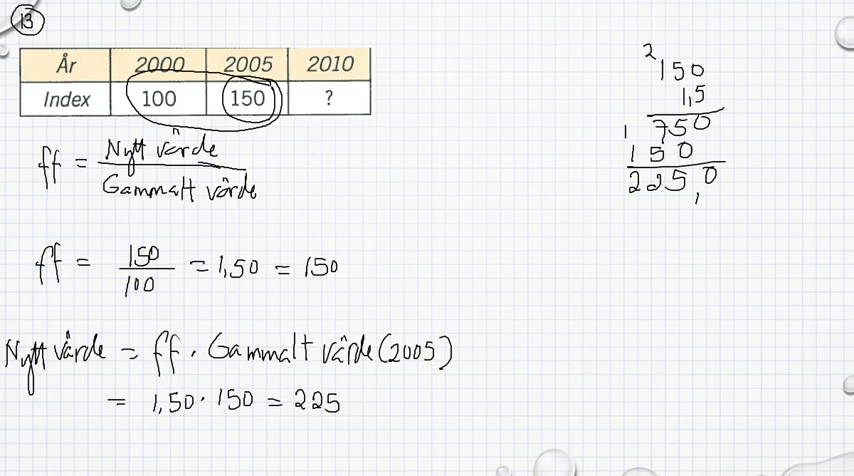 13
År 2000 2005 2010
Index 100 150 ?
ff = Nytt värde / Gammalt värde
ff = 150 / 100 = 1,50 = 150
Nytt värde = ff · Gammalt värde (2005)
= 1,50 · 150 = 225
2
150
1,5
1 750
150
225,0